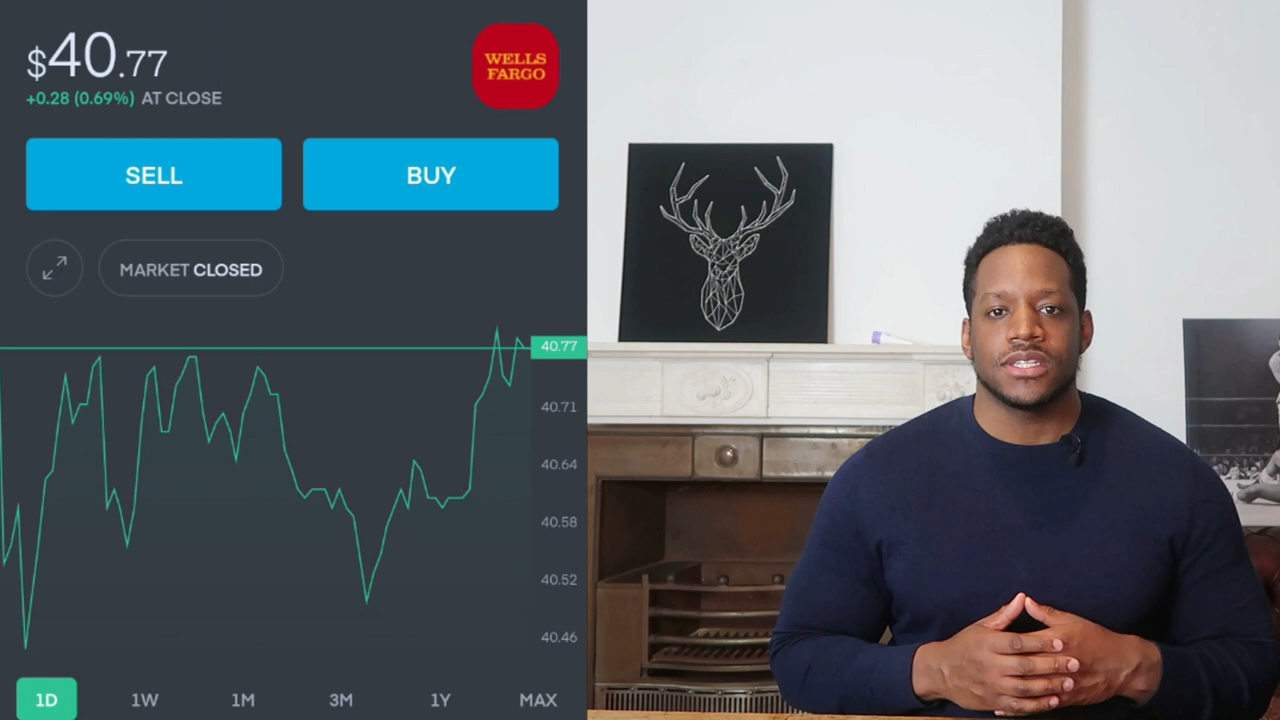 $40.77
+0.28 (0.69%) AT CLOSE
WELLS
FARGO
SELL
BUY
MARKET CLOSED
40.77
40.71
40.64
40.58
40.52
40.46
1D
1W
1M
3M
1Y
MAX